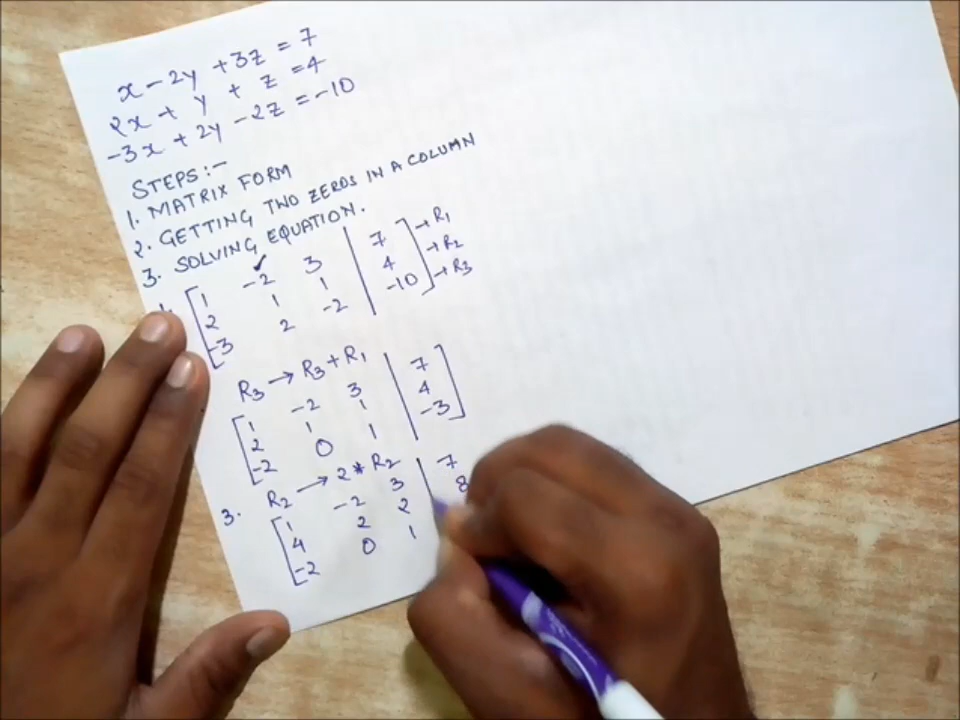 x - 2y + 3z = 7
2x + y + z = 4
-3x + 2y - 2z = -10
STEPS:-
1. MATRIX FORM
2. GETTING TWO ZEROS IN A COLUMN
3. SOLVING EQUATION.
1 -2 3 7 → R1
2 1 1 4 → R2
-3 2 -2 -10 → R3
R3 → R3 + R1
1 -2 3 7
2 1 1 4
-2 0 1 -3
3. R2 → 2 * R2
1 -2 3 7
4 2 2 8
-2 0 1